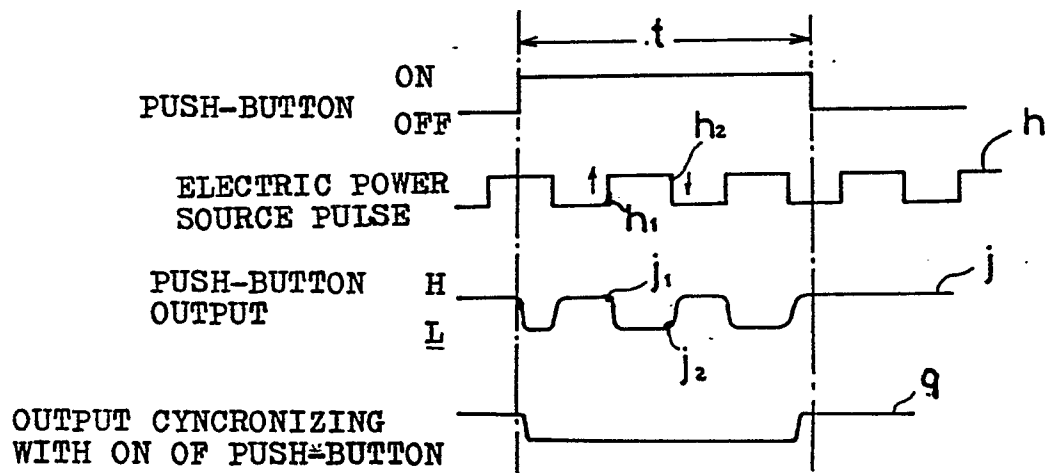 .t
ON
PUSH-BUTTON
OFF
h2
h
ELECTRIC POWER
SOURCE PULSE
h1
PUSH-BUTTON
OUTPUT
H
L
j1
j
j2
g
OUTPUT CYNCRONIZING
WITH ON OF PUSH-BUTTON